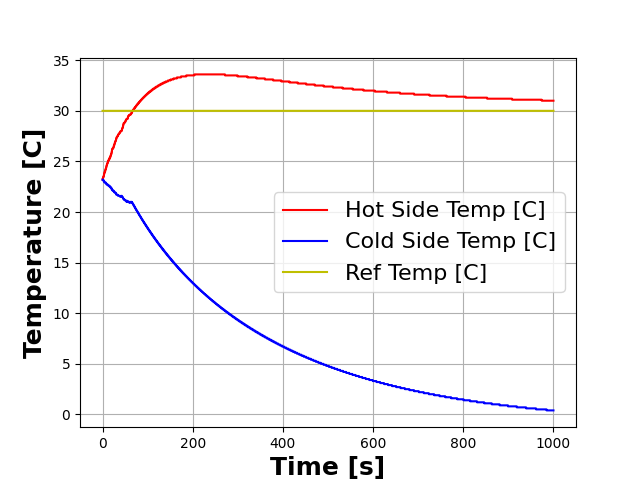 35
30
25
20
15
10
5
0
Temperature [C]
Hot Side Temp [C]
Cold Side Temp [C]
Ref Temp [C]
0 200 400 600 800 1000
Time [s]